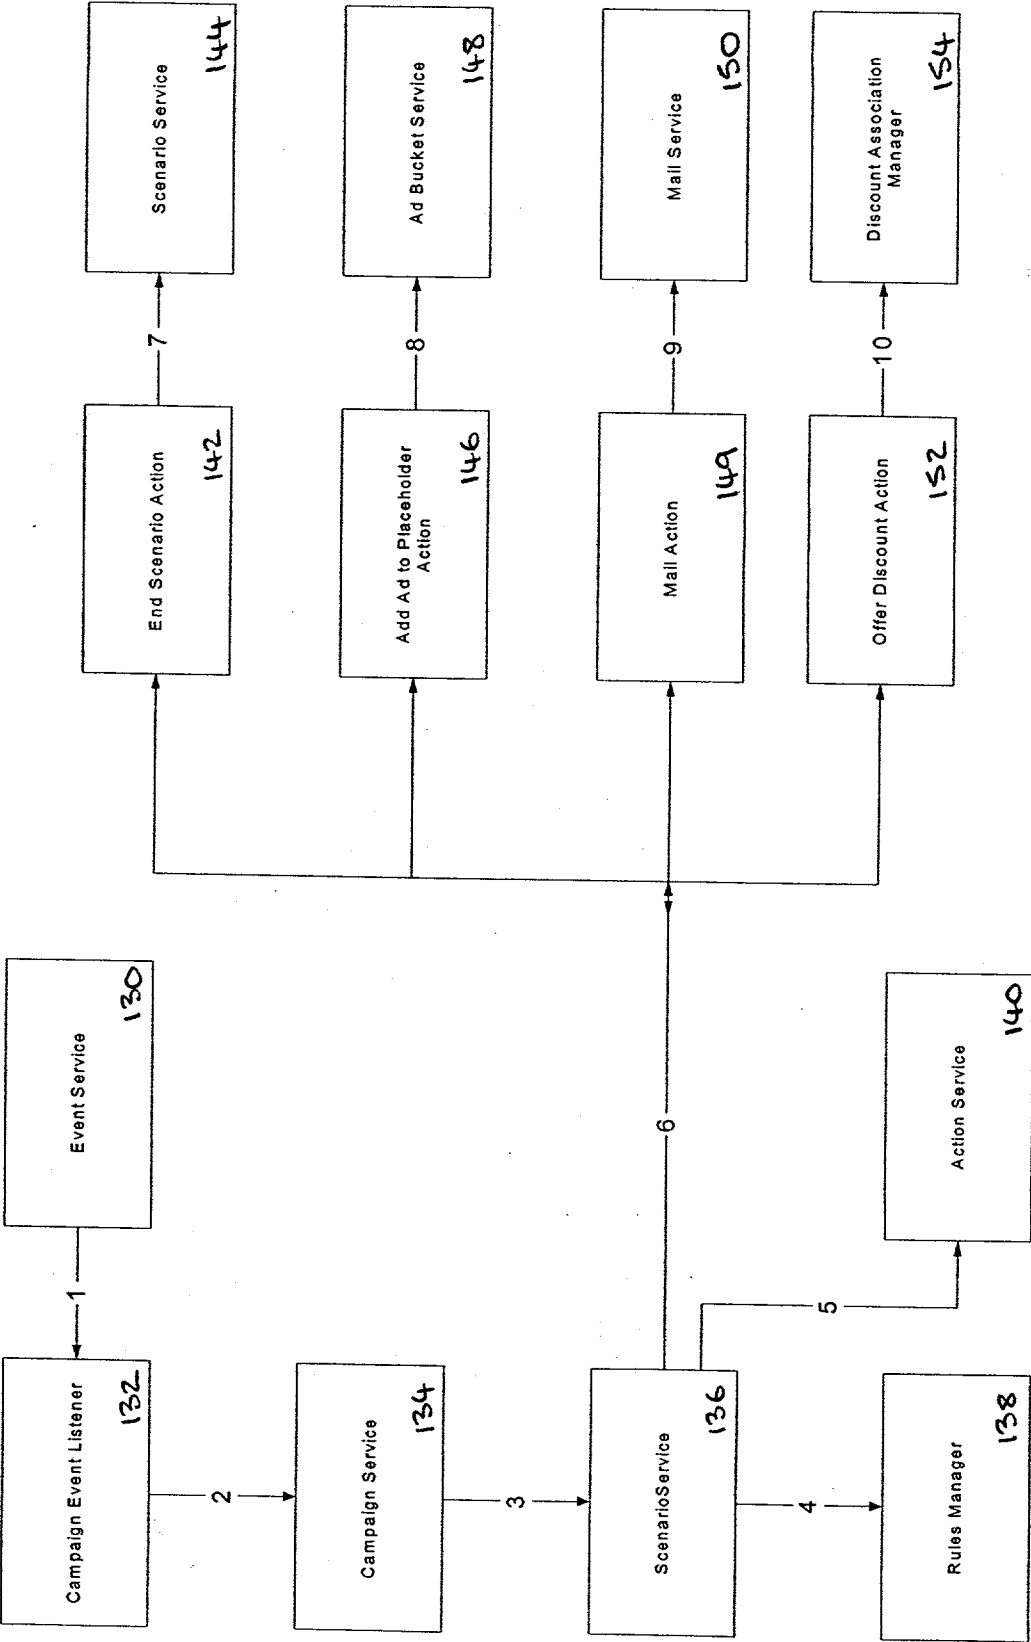 Campaign Event Listener
132
1
Event Service
130
2
Campaign Service
134
3
ScenarioService
136
4
Rules Manager
138
5
Action Service
140
6
End Scenario Action
142
7
Scenario Service
144
Add Ad to Placeholder
Action
146
8
Ad Bucket Service
148
Mail Action
149
9
Mail Service
150
Offer Discount Action
152
10
Discount Association
Manager
154